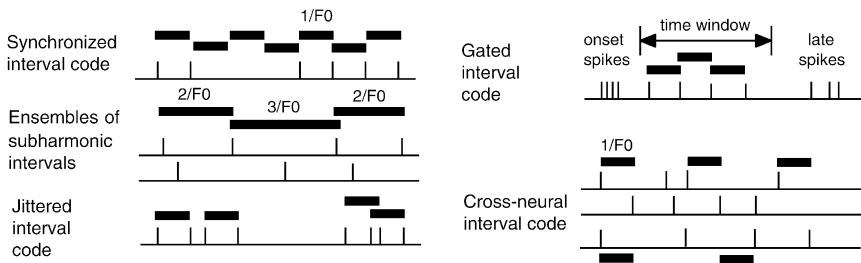 1/F0
Synchronized
interval code
2/F0 3/F0 2/F0
Ensembles of
subharmonic
intervals
Jittered
interval
code
time window
Gated
interval
code
onset
spikes
late
spikes
1/F0
Cross-neural
interval code